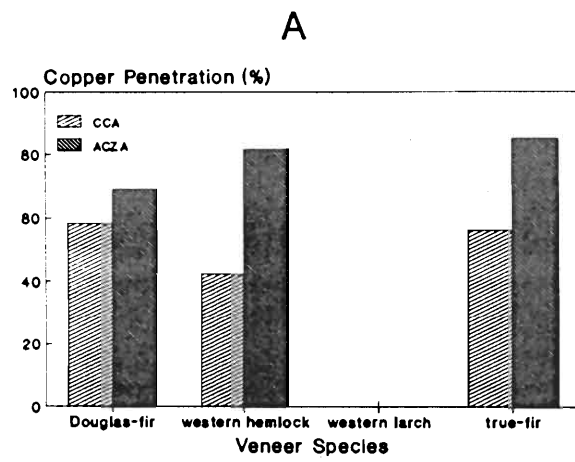 A
Copper Penetration (%)
100
80
60
40
20
0
CCA
ACZA
Douglas-fir western hemlock western larch true-fir
Veneer Species